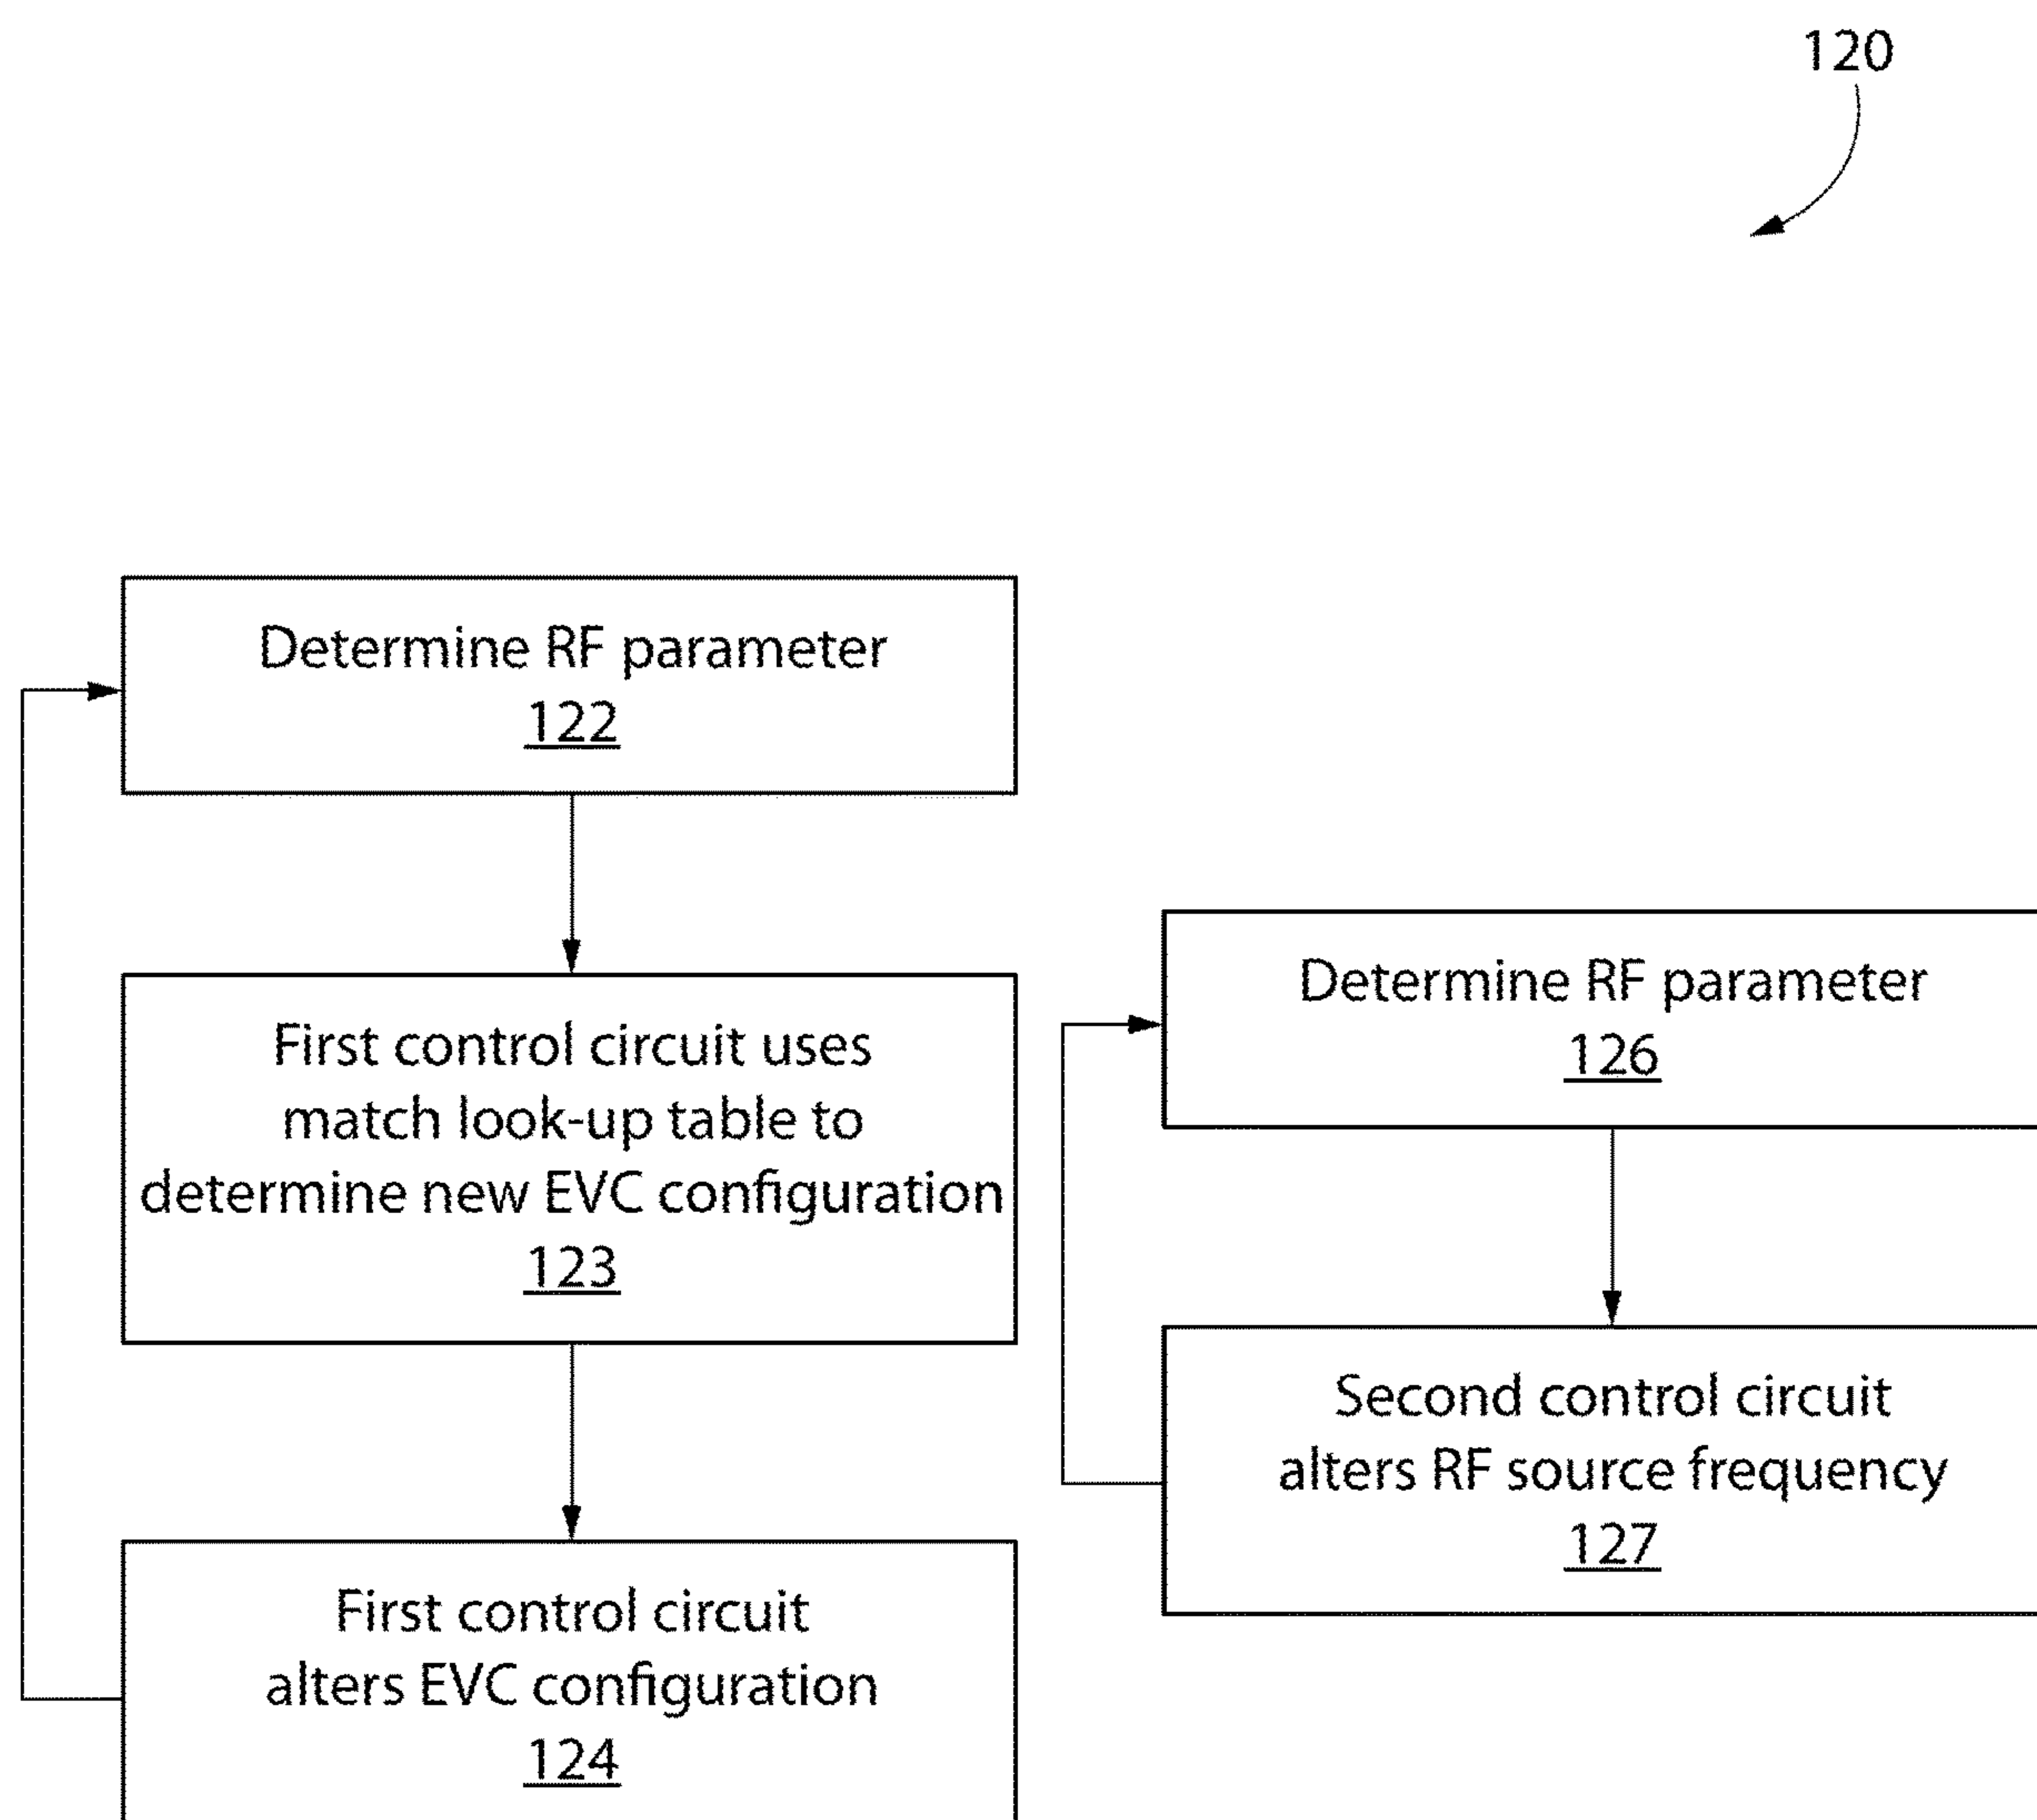 120
Determine RF parameter
122
First control circuit uses
match look-up table to
determine new EVC configuration
123
First control circuit
alters EVC configuration
124
Determine RF parameter
126
Second control circuit
alters RF source frequency
127